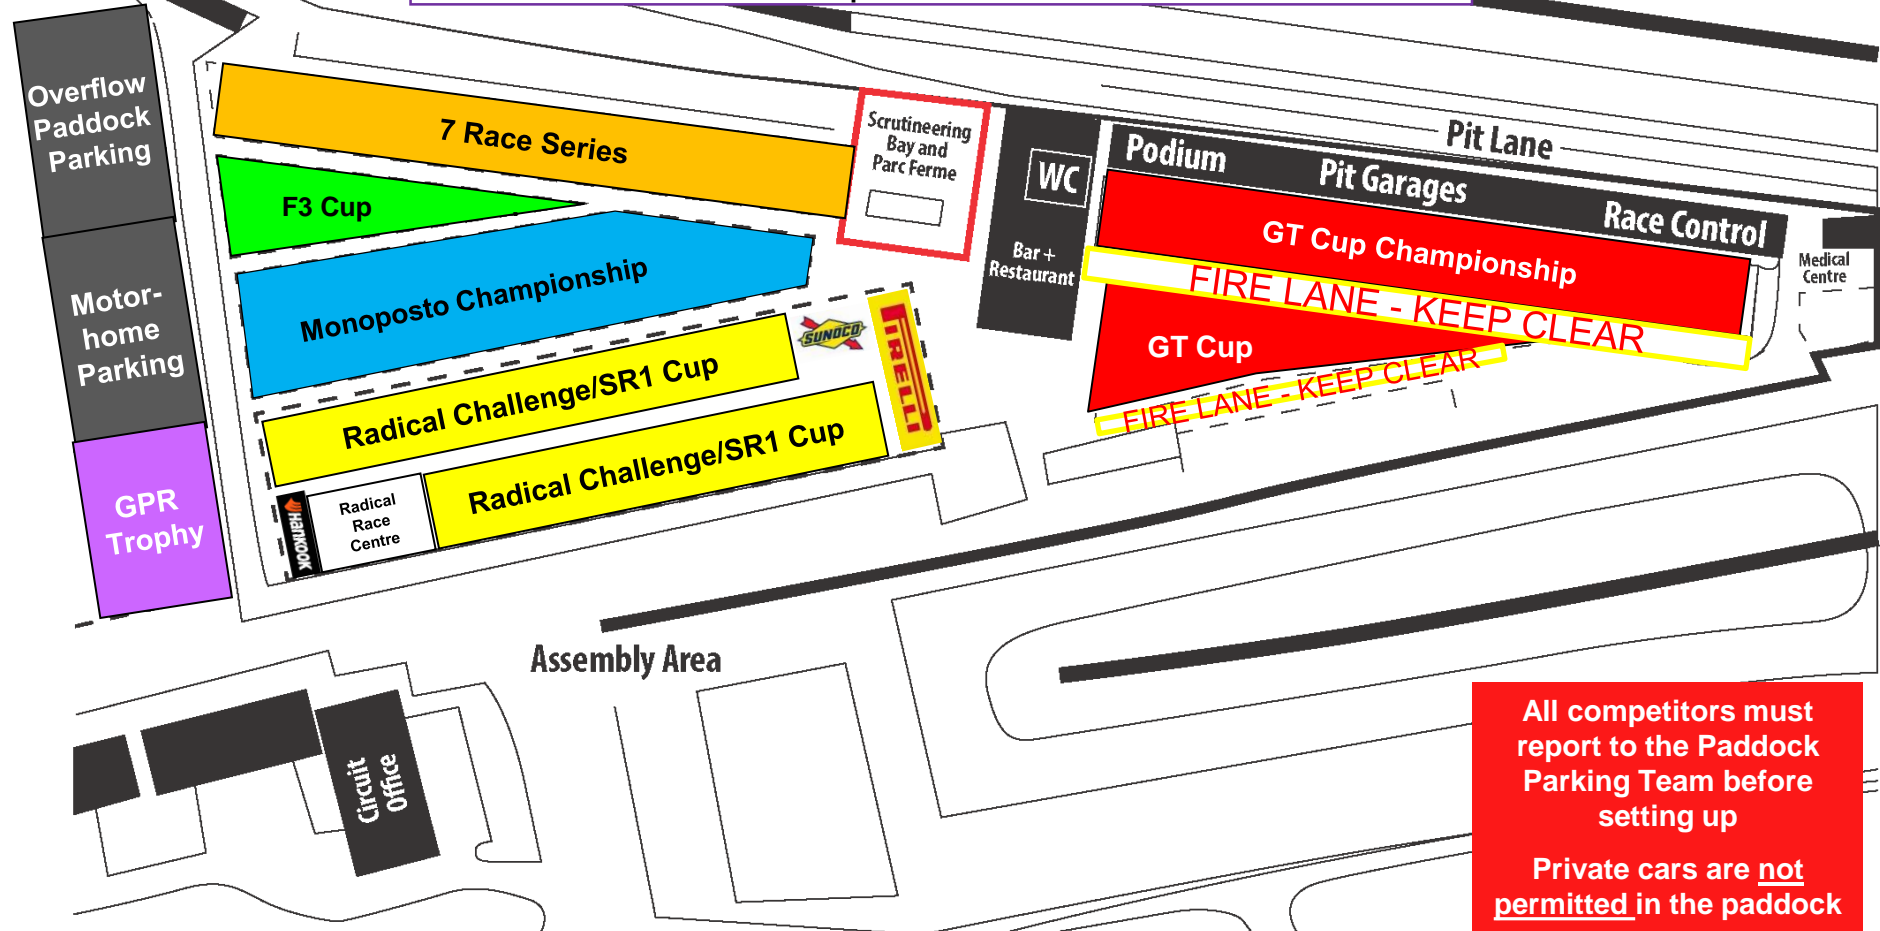 Overflow
Paddock
Parking
Motor-
home
Parking
GPR
Trophy
7 Race Series
F3 Cup
Monoposto Championship
Radical Challenge/SR1 Cup
Radical Challenge/SR1 Cup
SUNOCO
PIRELLI
HANKOOK
Radical
Race
Centre
Scrutineering
Bay and
Parc Ferme
WC
Bar +
Restaurant
Pit Lane
Podium
Pit Garages
Race Control
GT Cup Championship
FIRE LANE - KEEP CLEAR
GT Cup
FIRE LANE - KEEP CLEAR
Medical
Centre
Assembly Area
Circuit
Office
All competitors must
report to the Paddock
Parking Team before
setting up
Private cars are not
permitted in the paddock